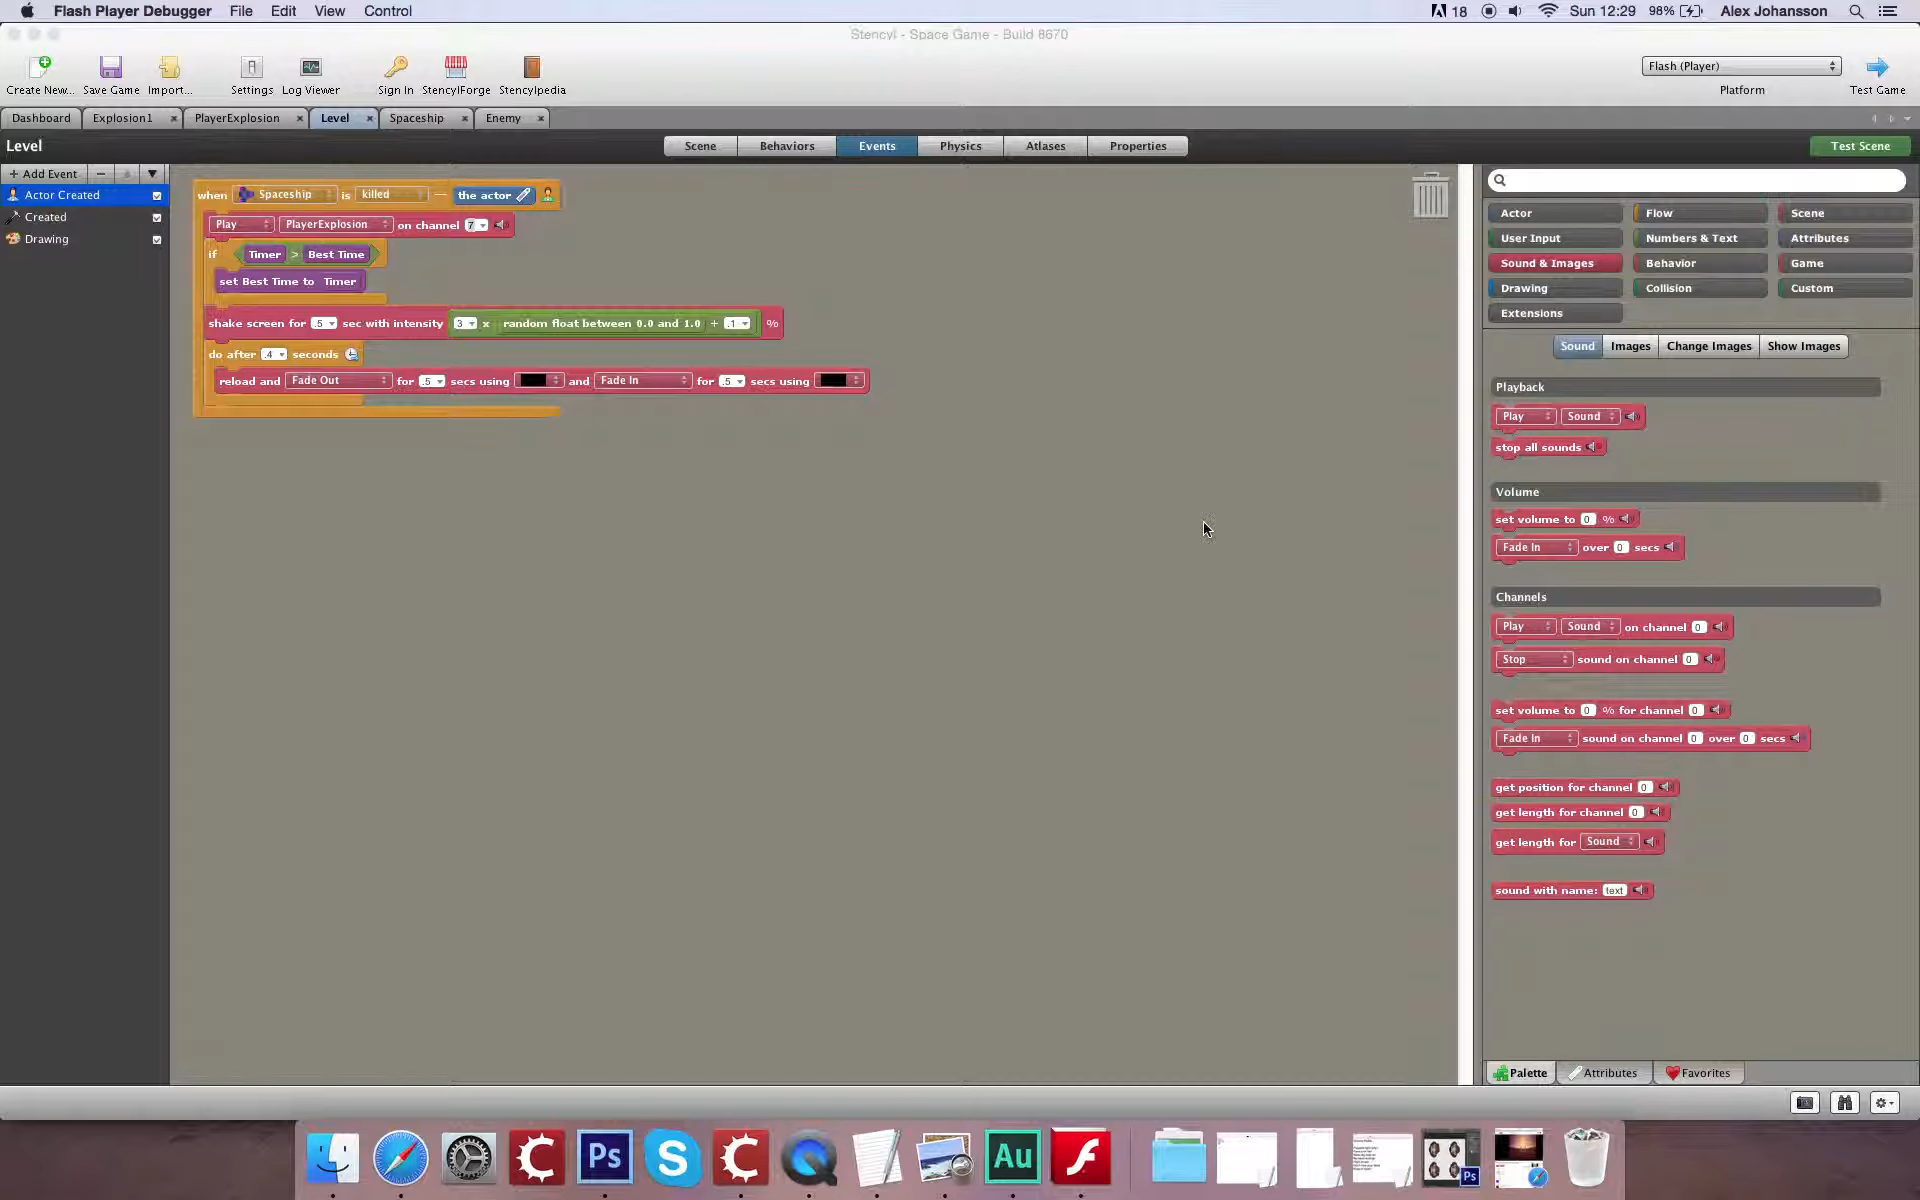 Flash Player Debugger File Edit View Control 18 Sun 12:29 98% Alex Johansson
Stencyl - Space Game - Build 8670
Create New... Save Game Import... Settings Log Viewer Sign In StencylForge Stencylpedia Flash (Player) Platform Test Game
Dashboard Explosion1 × PlayerExplosion × Level × Spaceship × Enemy ×
Level Scene Behaviors Events Physics Atlases Properties Test Scene
+ Add Event −
Actor Created
Created
Drawing
when Spaceship is killed — the actor
Play PlayerExplosion on channel 7
if Timer > Best Time
set Best Time to Timer
shake screen for .5 sec with intensity 3 x random float between 0.0 and 1.0 + .1 %
do after .4 seconds
reload and Fade Out for .5 secs using and Fade In for .5 secs using
Actor Flow Scene
User Input Numbers & Text Attributes
Sound & Images Behavior Game
Drawing Collision Custom
Extensions
Sound Images Change Images Show Images
Playback
Play Sound
stop all sounds
Volume
set volume to 0 %
Fade In over 0 secs
Channels
Play Sound on channel 0
Stop sound on channel 0
set volume to 0 % for channel 0
Fade In sound on channel 0 over 0 secs
get position for channel 0
get length for channel 0
get length for Sound
sound with name: text
Palette Attributes Favorites
Ps S Au Ps